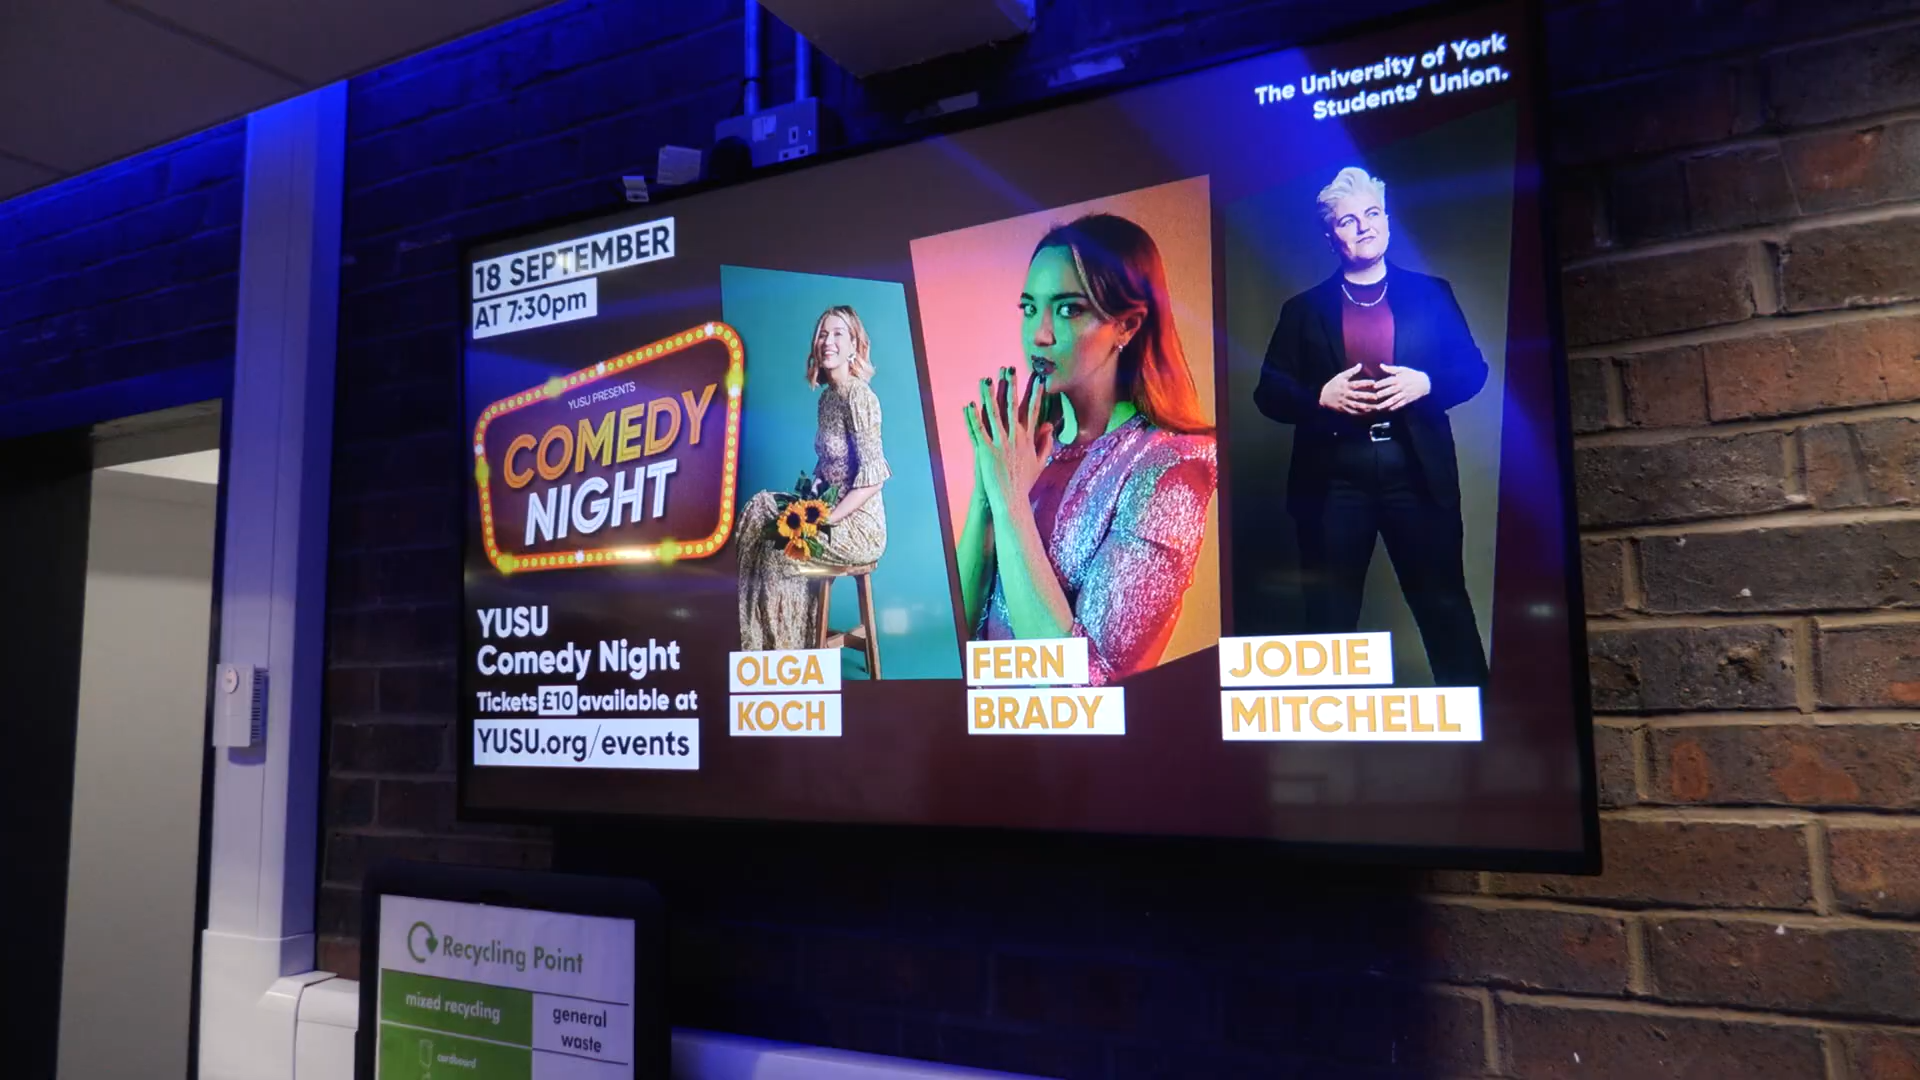 The University of York
Students' Union.
18 SEPTEMBER
AT 7:30pm
YUSU PRESENTS
COMEDY
NIGHT
YUSU
Comedy Night
Tickets £10 available at
YUSU.org/events
OLGA
KOCH
FERN
BRADY
JODIE
MITCHELL
Recycling Point
mixed recycling
general
waste
cardboard